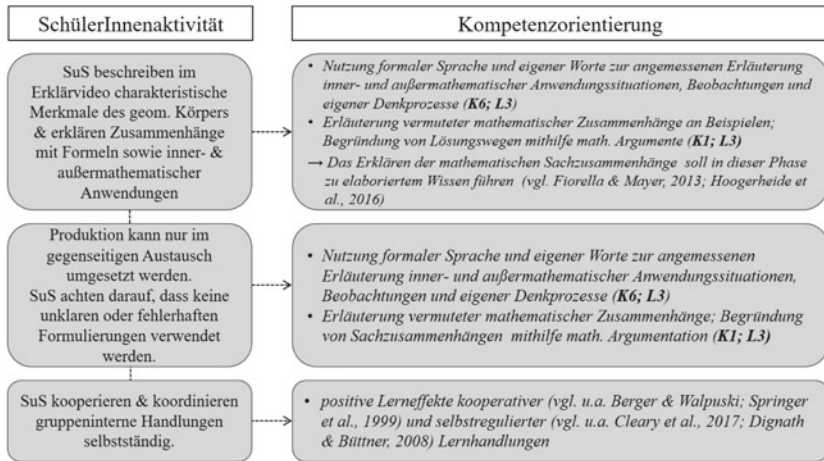 SchülerInnenaktivität
Kompetenzorientierung
SuS beschreiben im
Erklärvideo charakteristische
Merkmale des geom. Körpers
& erklären Zusammenhänge
mit Formeln sowie inner- &
außermathematischer
Anwendungen
• Nutzung formaler Sprache und eigener Worte zur angemessenen Erläuterung
inner- und außermathematischer Anwendungssituationen, Beobachtungen und
eigener Denkprozesse (K6; L3)
• Erläuterung vermuteter mathematischer Zusammenhänge an Beispielen;
Begründung von Lösungswegen mithilfe math. Argumente (K1; L3)
→ Das Erklären der mathematischen Sachzusammenhänge soll in dieser Phase
zu elaboriertem Wissen führen (vgl. Fiorella & Mayer, 2013; Hoogerheide
et al., 2016)
Produktion kann nur im
gegenseitigen Austausch
umgesetzt werden.
SuS achten darauf, dass keine
unklaren oder fehlerhaften
Formulierungen verwendet
werden.
• Nutzung formaler Sprache und eigener Worte zur angemessenen
Erläuterung inner- und außermathematischer Anwendungssituationen,
Beobachtungen und eigener Denkprozesse (K6; L3)
• Erläuterung vermuteter mathematischer Zusammenhänge; Begründung
von Sachzusammenhängen mithilfe math. Argumentation (K1; L3)
SuS kooperieren & koordinieren
gruppeninterne Handlungen
selbstständig.
• positive Lerneffekte kooperativer (vgl. u.a. Berger & Walpuski; Springer
et al., 1999) und selbstregulierter (vgl. u.a. Cleary et al., 2017; Dignath
& Büttner, 2008) Lernhandlungen